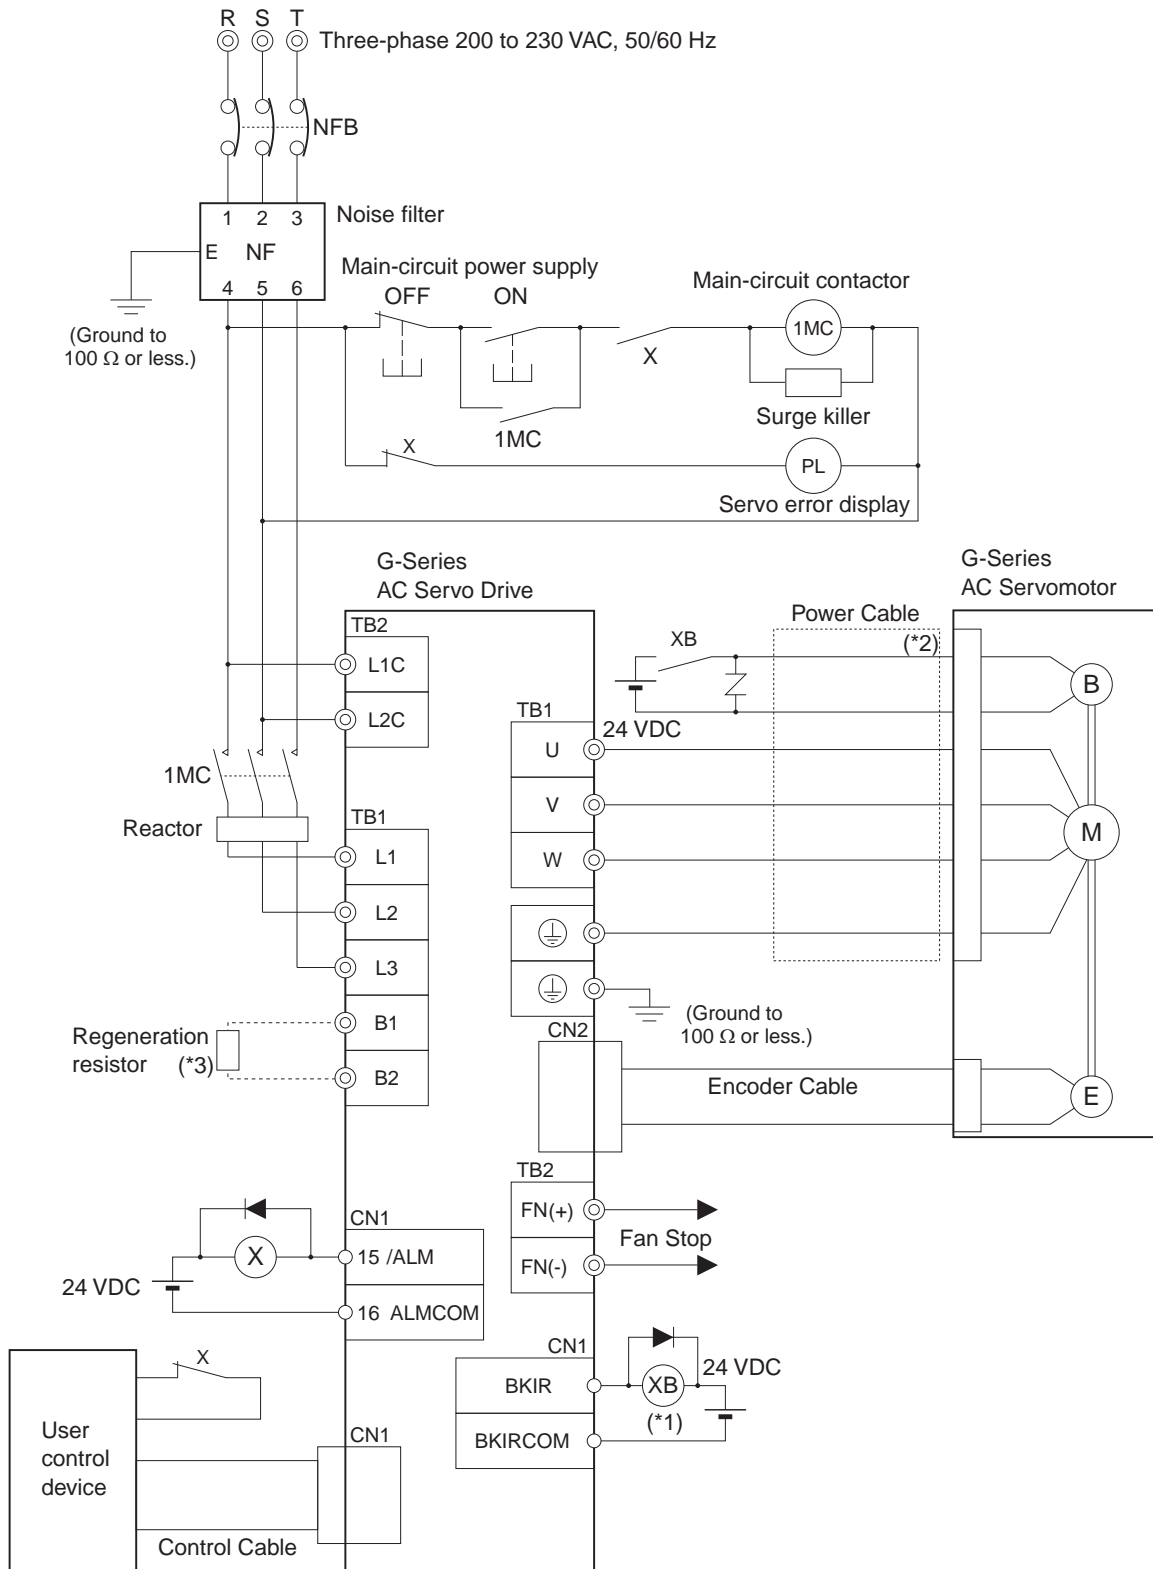 R S T
Three-phase 200 to 230 VAC, 50/60 Hz
NFB
1 2 3
Noise filter
E NF
4 5 6
(Ground to
100 Ω or less.)
Main-circuit power supply
OFF ON
Main-circuit contactor
1MC
X
Surge killer
1MC
X
PL
Servo error display
G-Series
AC Servo Drive
G-Series
AC Servomotor
TB2
L1C
L2C
Power Cable
(*2)
XB
24 VDC
B
TB1
U
V
W
M
1MC
Reactor
TB1
L1
L2
L3
B1
B2
Regeneration
resistor (*3)
(Ground to
100 Ω or less.)
CN2
Encoder Cable
E
TB2
FN(+)
FN(-)
Fan Stop
CN1
X
15 /ALM
24 VDC
16 ALMCOM
CN1
BKIR
XB
24 VDC
(*1)
BKIRCOM
X
User
control
device
CN1
Control Cable